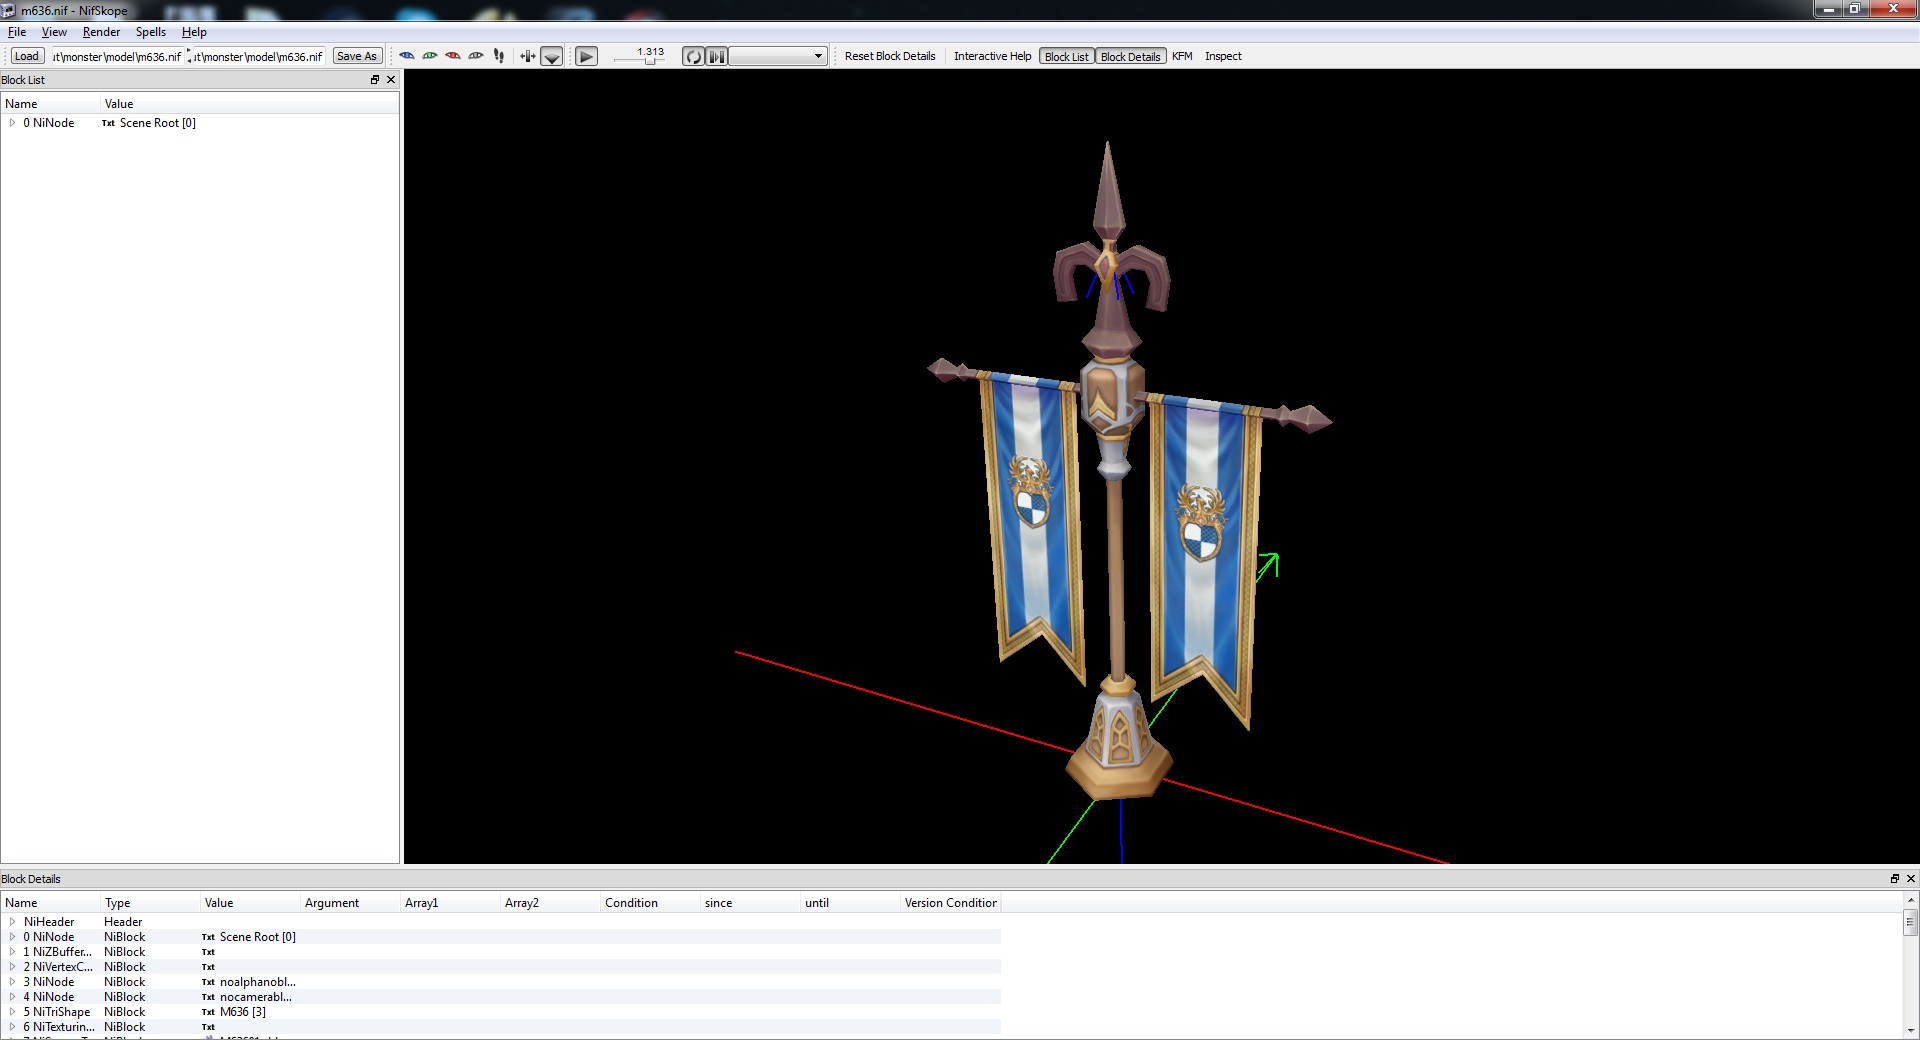 m636.nif - NifSkope
File View Render Spells Help
Load ut\monster\model\m636.nif ut\monster\model\m636.nif Save As 1.313 Reset Block Details Interactive Help Block List Block Details KFM Inspect
Block List
Name Value
0 NiNode Txt Scene Root [0]
Block Details
Name Type Value Argument Array1 Array2 Condition since until Version Condition
NiHeader Header
0 NiNode NiBlock Txt Scene Root [0]
1 NiZBuffer... NiBlock Txt
2 NiVertexC... NiBlock Txt
3 NiNode NiBlock Txt noalphanobl...
4 NiNode NiBlock Txt nocamerabl...
5 NiTriShape NiBlock Txt M636 [3]
6 NiTexturin... NiBlock Txt